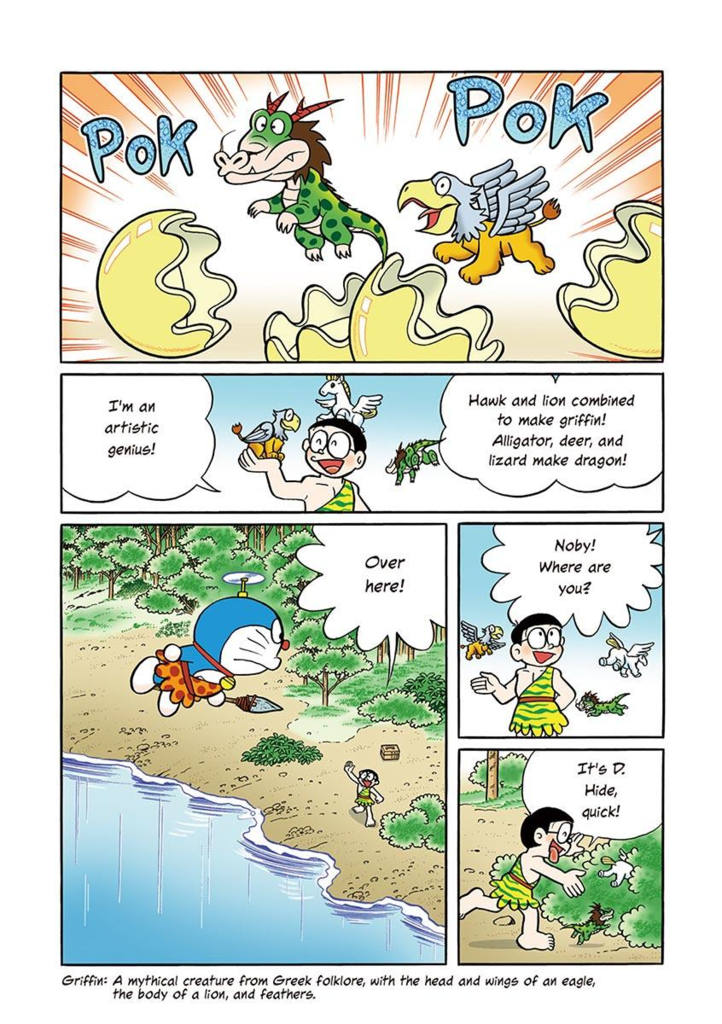 POK
POK
Hawk and lion combined
to make griffin!
Alligator, deer, and
lizard make dragon!
I'm an
artistic
genius!
Noby!
Where are
you?
It's D.
Hide,
quick!
Over
here!
Griffin: A mythical creature from Greek folklore, with the head and wings of an eagle,
the body of a lion, and feathers.